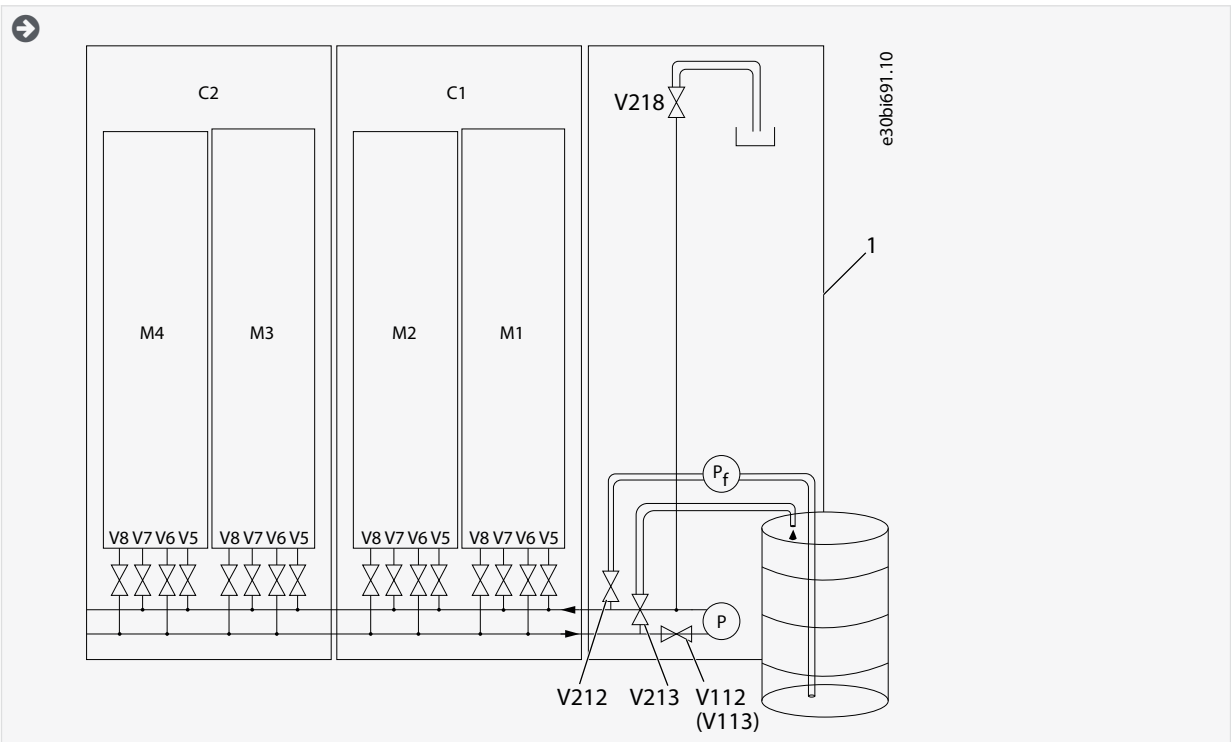 C2
C1
V218
e30bi691.10
1
M4
M3
M2
M1
Pf
V8 V7 V6 V5
V8 V7 V6 V5
V8 V7 V6 V5
V8 V7 V6 V5
P
V212
V213
V112
(V113)